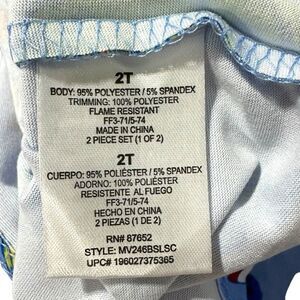 2T
BODY: 95% POLYESTER / 5% SPANDEX
TRIMMING: 100% POLYESTER
FLAME RESISTANT
FF3-71/5-74
MADE IN CHINA
2 PIECE SET (1 OF 2)
2T
CUERPO: 95% POLIÉSTER / 5% SPANDEX
ADORNO: 100% POLIÉSTER
RESISTENTE AL FUEGO
FF3-71/5-74
HECHO EN CHINA
2 PIEZAS (1 DE 2)
RN# 87652
STYLE: MV246BSLSC
UPC# 196027375365